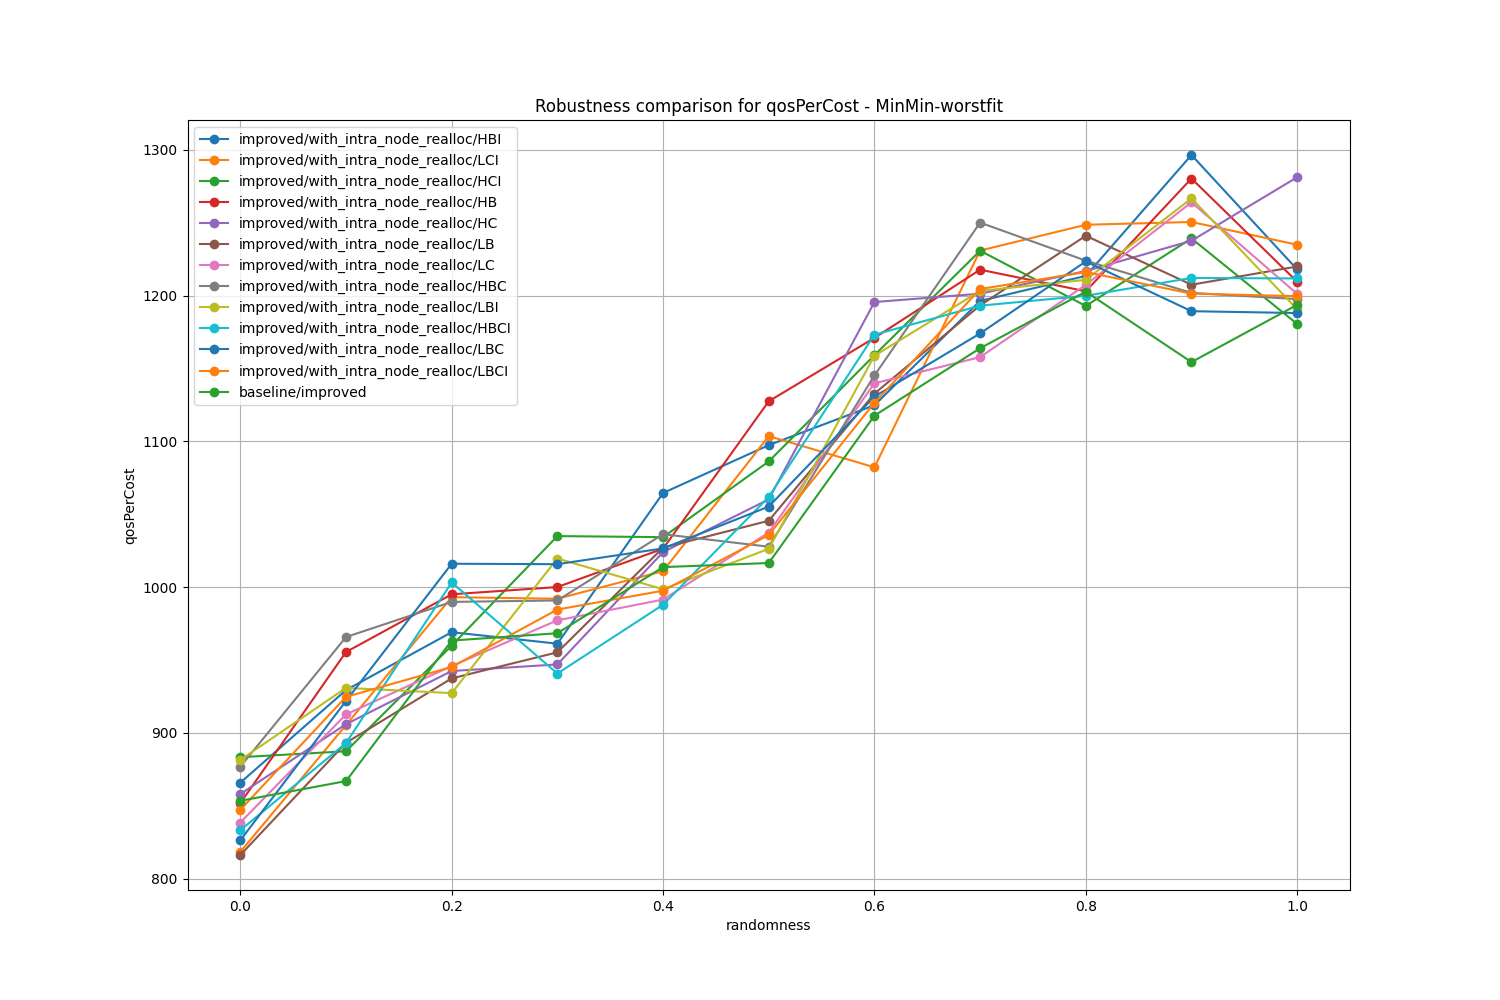 Robustness comparison for qosPerCost - MinMin-worstfit
improved/with_intra_node_realloc/HBI
improved/with_intra_node_realloc/LCI
improved/with_intra_node_realloc/HCI
improved/with_intra_node_realloc/HB
improved/with_intra_node_realloc/HC
improved/with_intra_node_realloc/LB
improved/with_intra_node_realloc/LC
improved/with_intra_node_realloc/HBC
improved/with_intra_node_realloc/LBI
improved/with_intra_node_realloc/HBCI
improved/with_intra_node_realloc/LBC
improved/with_intra_node_realloc/LBCI
baseline/improved
1300
1200
1100
1000
900
800
qosPerCost
0.0 0.2 0.4 0.6 0.8 1.0
randomness